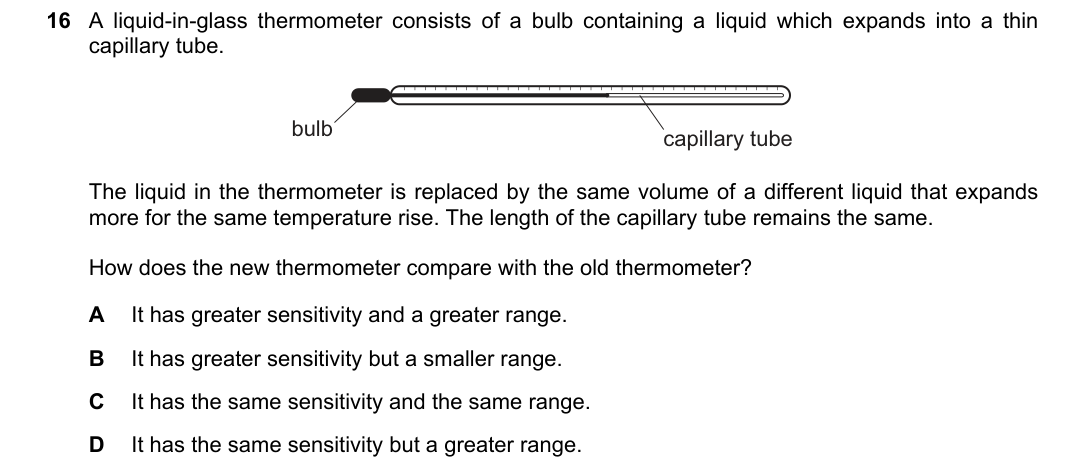 16 A liquid-in-glass thermometer consists of a bulb containing a liquid which expands into a thin
capillary tube.
bulb
capillary tube
The liquid in the thermometer is replaced by the same volume of a different liquid that expands
more for the same temperature rise. The length of the capillary tube remains the same.
How does the new thermometer compare with the old thermometer?
A It has greater sensitivity and a greater range.
B It has greater sensitivity but a smaller range.
C It has the same sensitivity and the same range.
D It has the same sensitivity but a greater range.